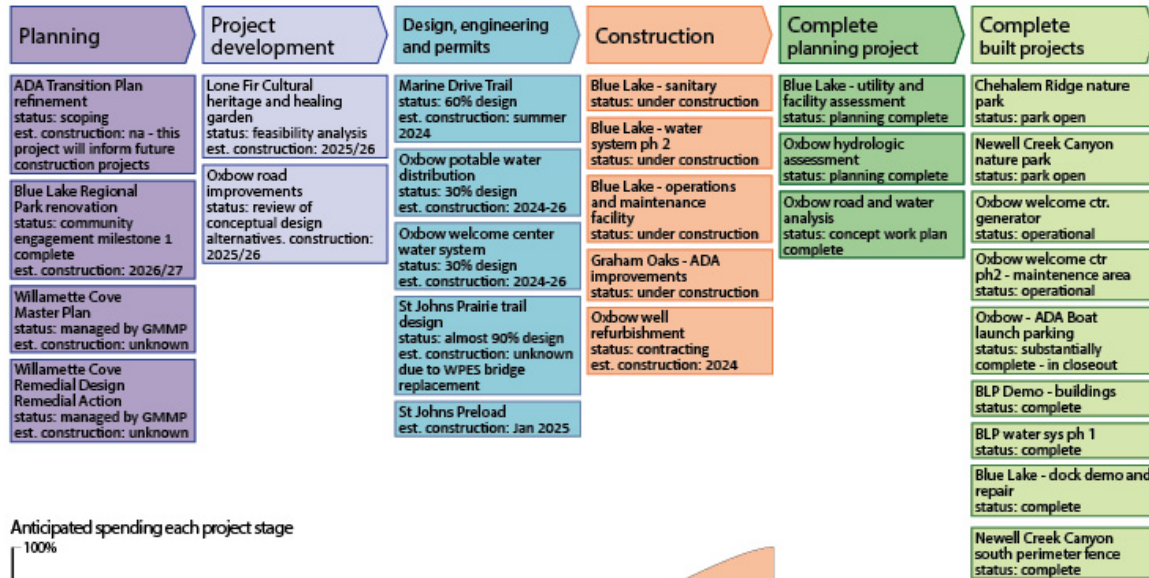 Planning
ADA Transition Plan
refinement
status: scoping
est. construction: na - this
project will inform future
construction projects
Blue Lake Regional
Park renovation
status: community
engagement milestone 1
complete
est. construction: 2026/27
Willamette Cove
Master Plan
status: managed by GMMP
est. construction: unknown
Willamette Cove
Remedial Design
Remedial Action
status: managed by GMMP
est. construction: unknown
Project
development
Lone Fir Cultural
heritage and healing
garden
status: feasibility analysis
est. construction: 2025/26
Oxbow road
improvements
status: review of
conceptual design
alternatives. construction:
2025/26
Design, engineering
and permits
Marine Drive Trail
status: 60% design
est. construction: summer
2024
Oxbow potable water
distribution
status: 30% design
est. construction: 2024-26
Oxbow welcome center
water system
status: 30% design
est. construction: 2024-26
St Johns Prairie trail
design
status: almost 90% design
est. construction: unknown
due to WPES bridge
replacement
St Johns Preload
est. construction: Jan 2025
Construction
Blue Lake - sanitary
status: under construction
Blue Lake - water
system ph 2
status: under construction
Blue Lake - operations
and maintenance
facility
status: under construction
Graham Oaks - ADA
improvements
status: under construction
Oxbow well
refurbishment
status: contracting
est. construction: 2024
Complete
planning project
Blue Lake - utility and
facility assessment
status: planning complete
Oxbow hydrologic
assessment
status: planning complete
Oxbow road and water
analysis
status: concept work plan
complete
Complete
built projects
Chehalem Ridge nature
park
status: park open
Newell Creek Canyon
nature park
status: park open
Oxbow welcome ctr.
generator
status: operational
Oxbow welcome ctr
ph2 - maintenence area
status: operational
Oxbow - ADA Boat
launch parking
status: substantially
complete - in closeout
BLP Demo - buildings
status: complete
BLP water sys ph 1
status: complete
Blue Lake - dock demo and
repair
status: complete
Newell Creek Canyon
south perimeter fence
status: complete
Anticipated spending each project stage
100%